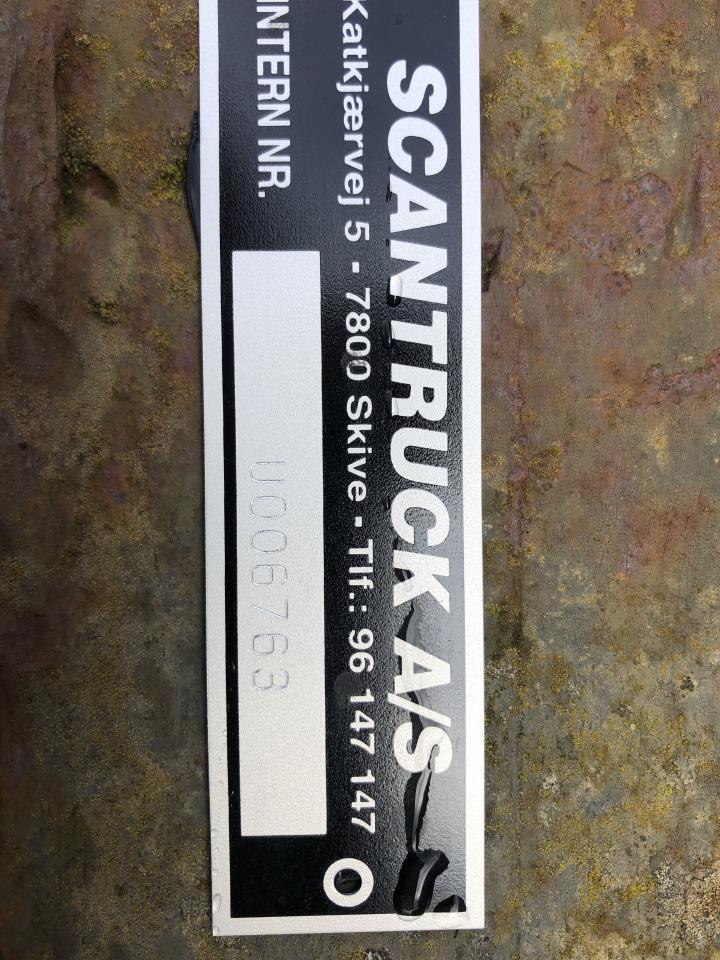 SCANTRUCK A/S
Katkjærvej 5 - 7800 Skive - Tlf.: 96 147 147
INTERN NR. U006763